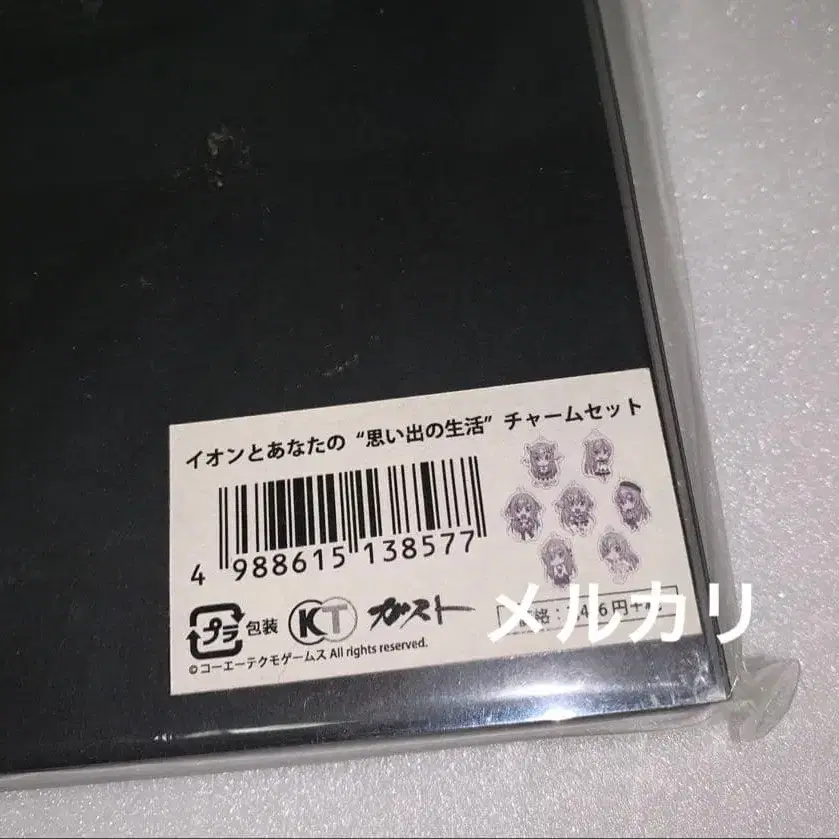 イオンとあなたの “思い出の生活” チャームセット
4 988615 138577
プラ 包装 KT ガスト
©コーエーテクモゲームス All rights reserved.
メルカリ